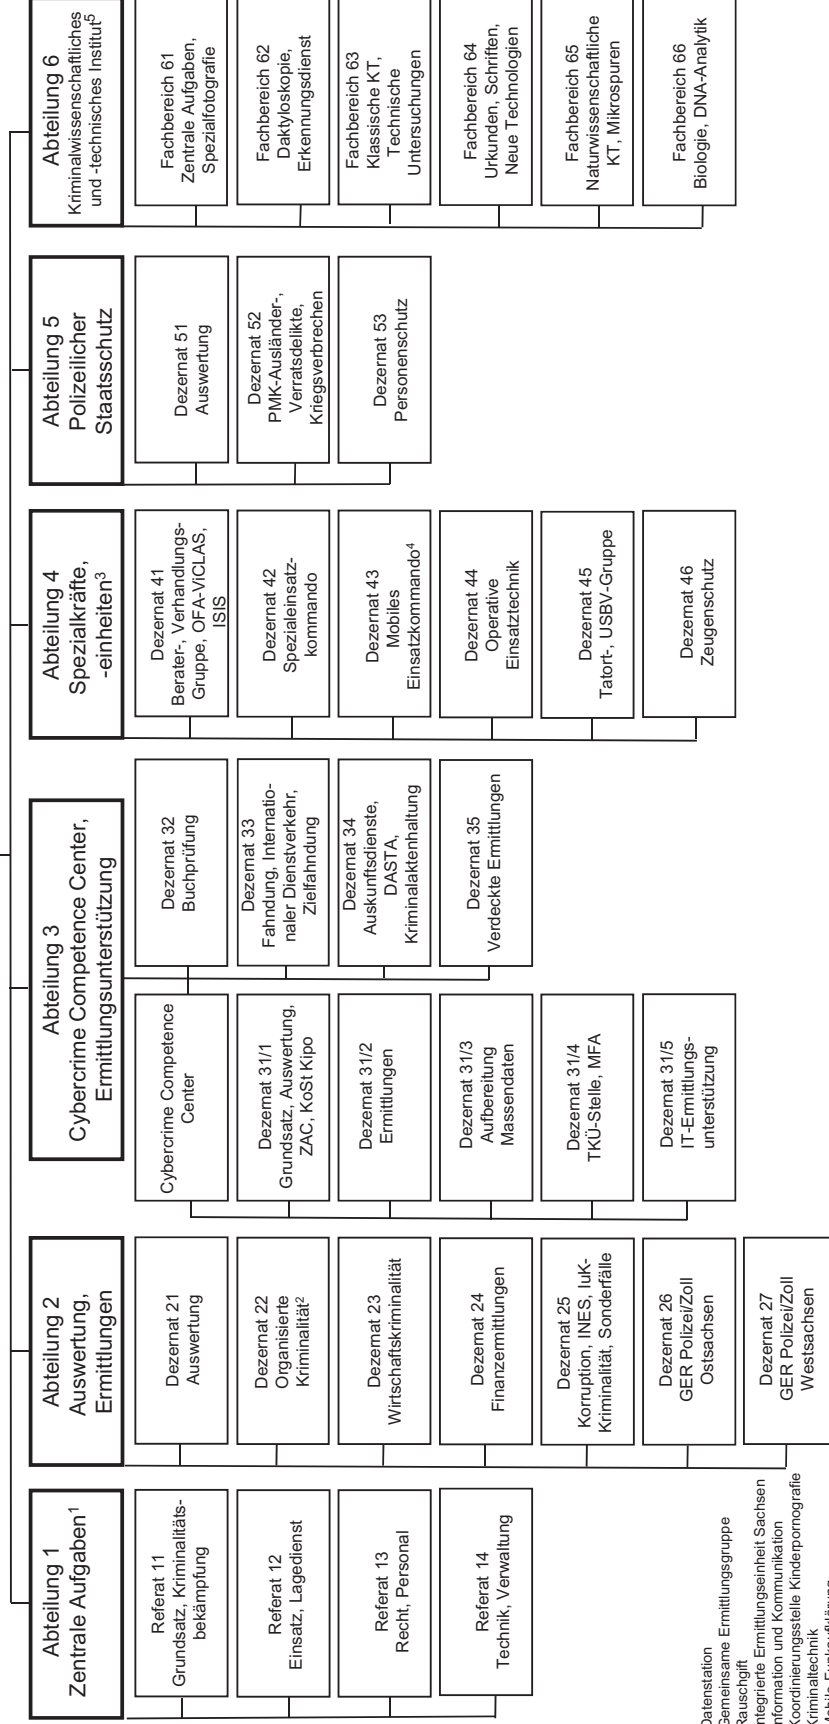 Abteilung 1
Zentrale Aufgaben¹
Referat 11
Grundsatz, Kriminalitäts-
bekämpfung
Referat 12
Einsatz, Lagedienst
Referat 13
Recht, Personal
Referat 14
Technik, Verwaltung
Abteilung 2
Auswertung,
Ermittlungen
Dezernat 21
Auswertung
Dezernat 22
Organisierte
Kriminalität²
Dezernat 23
Wirtschaftskriminalität
Dezernat 24
Finanzermittlungen
Dezernat 25
Korruption, INES, IuK-
Kriminalität, Sonderfälle
Dezernat 26
GER Polizei/Zoll
Ostsachsen
Dezernat 27
GER Polizei/Zoll
Westsachsen
Abteilung 3
Cybercrime Competence Center,
Ermittlungsunterstützung
Cybercrime Competence
Center
Dezernat 31/1
Grundsatz, Auswertung,
ZAC, KoSt Kipo
Dezernat 31/2
Ermittlungen
Dezernat 31/3
Aufbereitung
Massendaten
Dezernat 31/4
TKÜ-Stelle, MFA
Dezernat 31/5
IT-Ermittlungs-
unterstützung
Dezernat 32
Buchprüfung
Dezernat 33
Fahndung, Internatio-
naler Dienstverkehr,
Zielfahndung
Dezernat 34
Auskunftsdienste,
DASTA,
Kriminalaktenhaltung
Dezernat 35
Verdeckte Ermittlungen
Abteilung 4
Spezialkräfte,
-einheiten³
Dezernat 41
Berater-, Verhandlungs-
Gruppe, OFA-ViCLAS,
ISIS
Dezernat 42
Spezialeinsatz-
kommando
Dezernat 43
Mobiles
Einsatzkommando⁴
Dezernat 44
Operative
Einsatztechnik
Dezernat 45
Tatort-, USBV-Gruppe
Dezernat 46
Zeugenschutz
Abteilung 5
Polizeilicher
Staatsschutz
Dezernat 51
Auswertung
Dezernat 52
PMK-Ausländer-,
Verratsdelikte,
Kriegsverbrechen
Dezernat 53
Personenschutz
Abteilung 6
Kriminalwissenschaftliches
und -technisches Institut⁵
Fachbereich 61
Zentrale Aufgaben,
Spezialfotografie
Fachbereich 62
Daktyloskopie,
Erkennungsdienst
Fachbereich 63
Klassische KT,
Technische
Untersuchungen
Fachbereich 64
Urkunden, Schriften,
Neue Technologien
Fachbereich 65
Naturwissenschaftliche
KT, Mikrospuren
Fachbereich 66
Biologie, DNA-Analytik
Datenstation
Gemeinsame Ermittlungsgruppe
Rauschgift
Integrierte Ermittlungseinheit Sachsen
Information und Kommunikation
Koordinierungsstelle Kinderpornografie
Kriminaltechnik